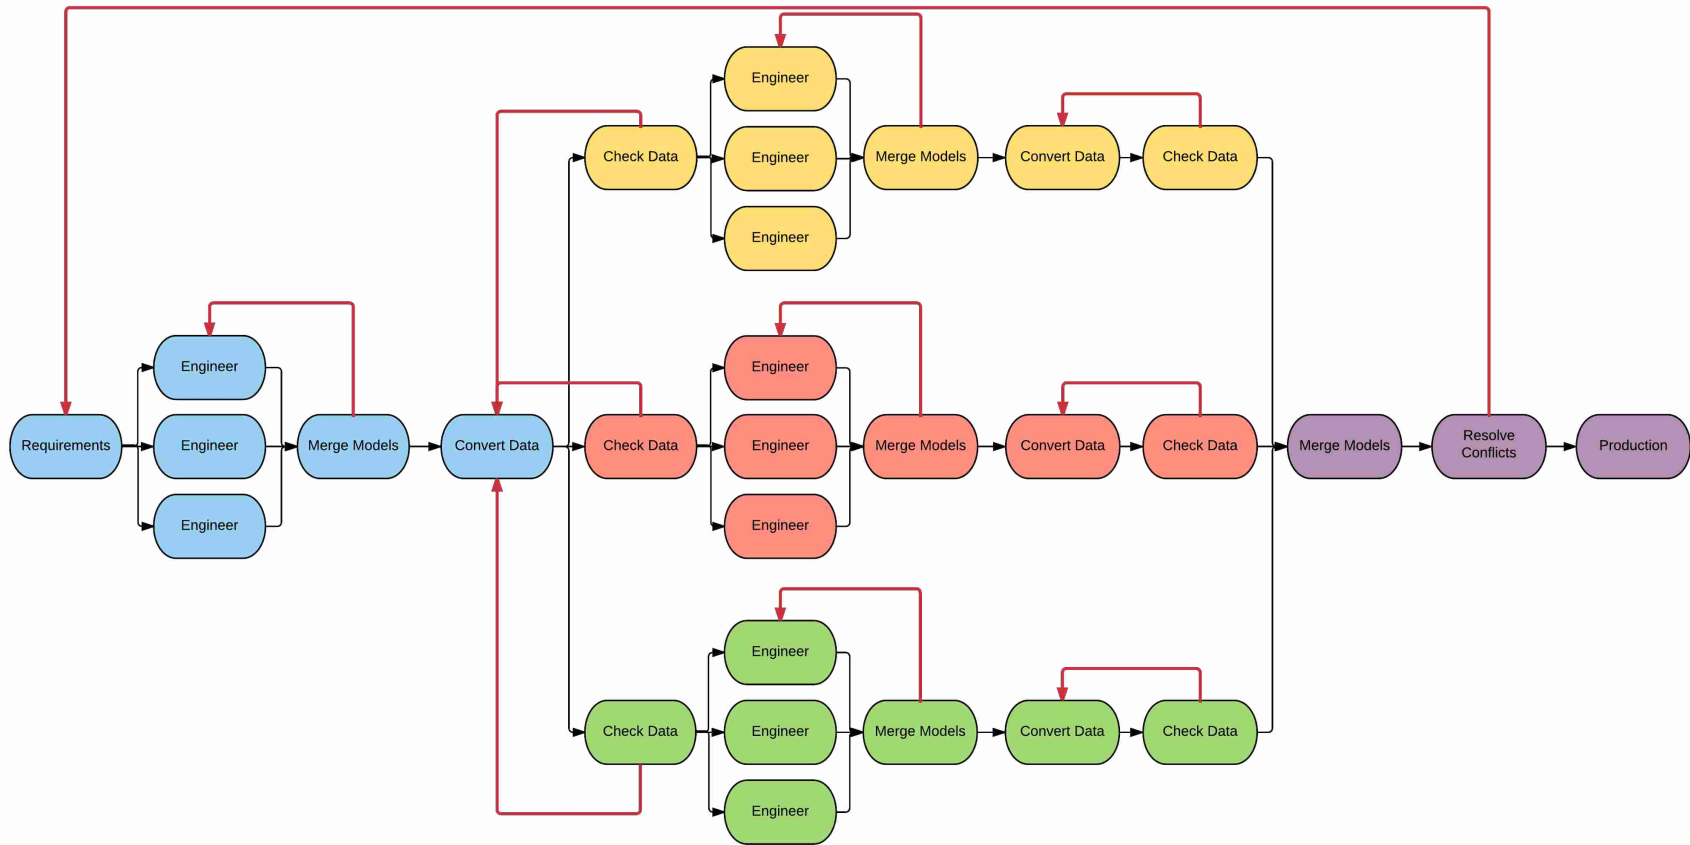 Engineer
Check Data
Engineer
Merge Models
Convert Data
Check Data
Engineer
Engineer
Engineer
Requirements
Engineer
Merge Models
Convert Data
Check Data
Engineer
Merge Models
Convert Data
Check Data
Merge Models
Resolve
Conflicts
Production
Engineer
Engineer
Engineer
Check Data
Engineer
Merge Models
Convert Data
Check Data
Engineer